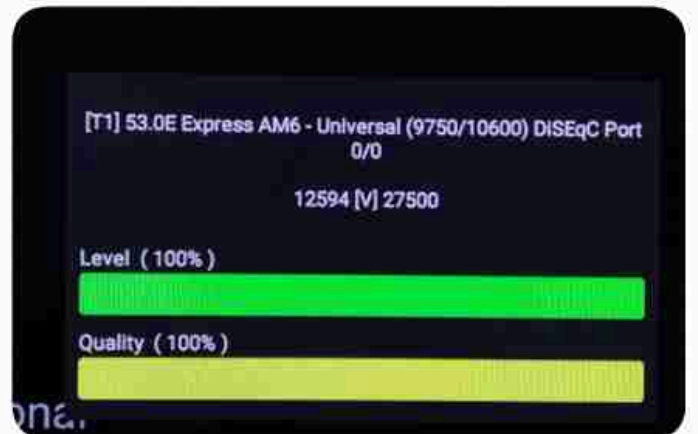 [T1] 53.0E Express AM6 - Universal (9750/10600) DiSEqC Port
0/0
12594 [V] 27500
Level ( 100% )
Quality ( 100% )